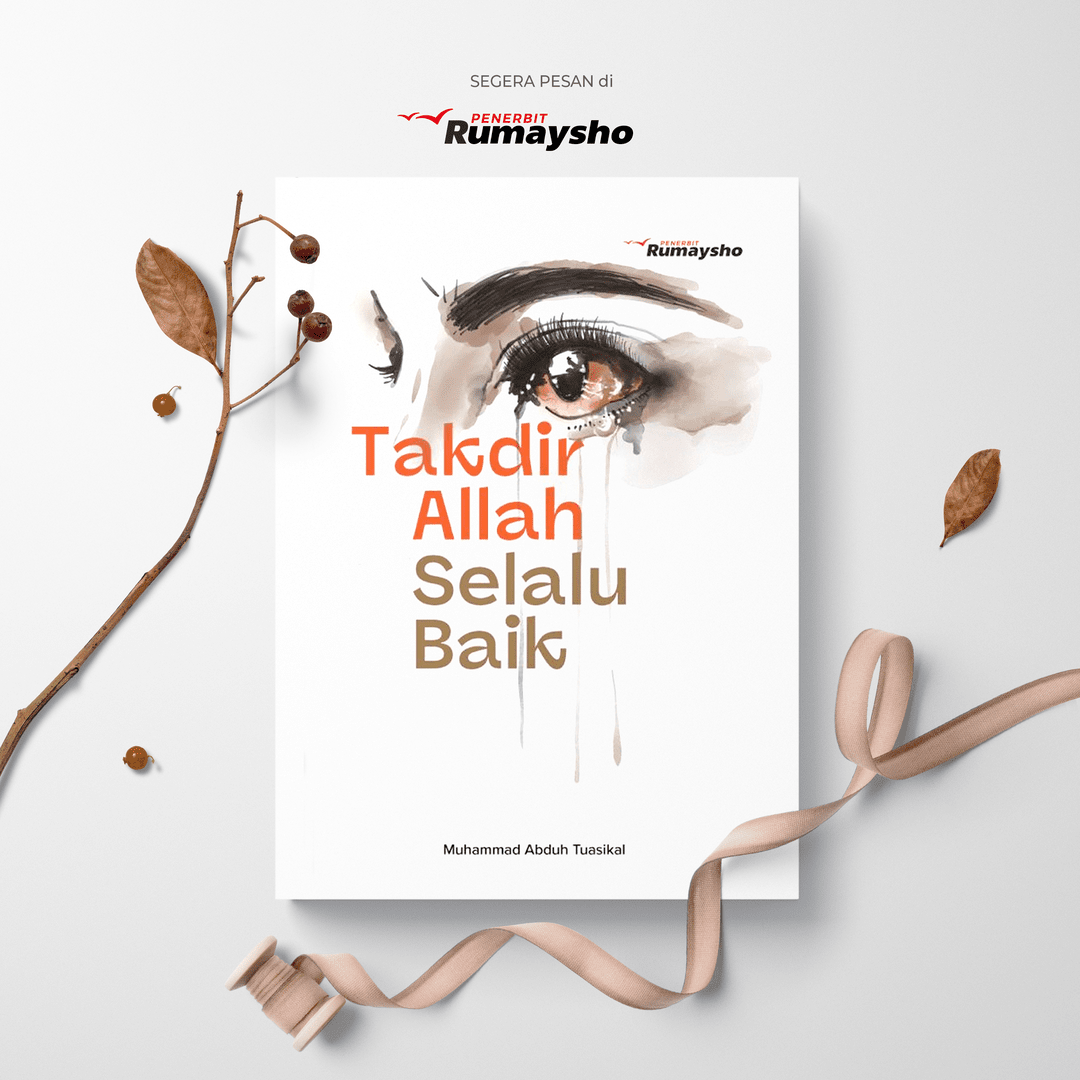 SEGERA PESAN di
PENERBIT
Rumaysho
PENERBIT
Rumaysho
Takdir
Allah
Selalu
Baik
Muhammad Abduh Tuasikal